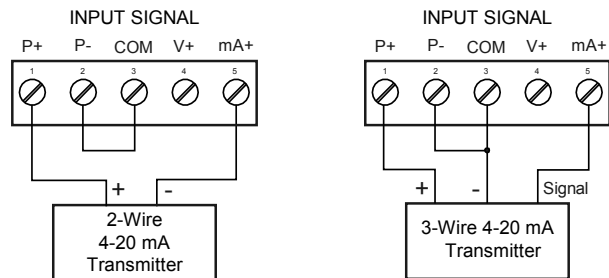 INPUT SIGNAL
P+ P- COM V+ mA+
1 2 3 4 5
+ -
2-Wire
4-20 mA
Transmitter
INPUT SIGNAL
P+ P- COM V+ mA+
1 2 3 4 5
+ - Signal
3-Wire 4-20 mA
Transmitter